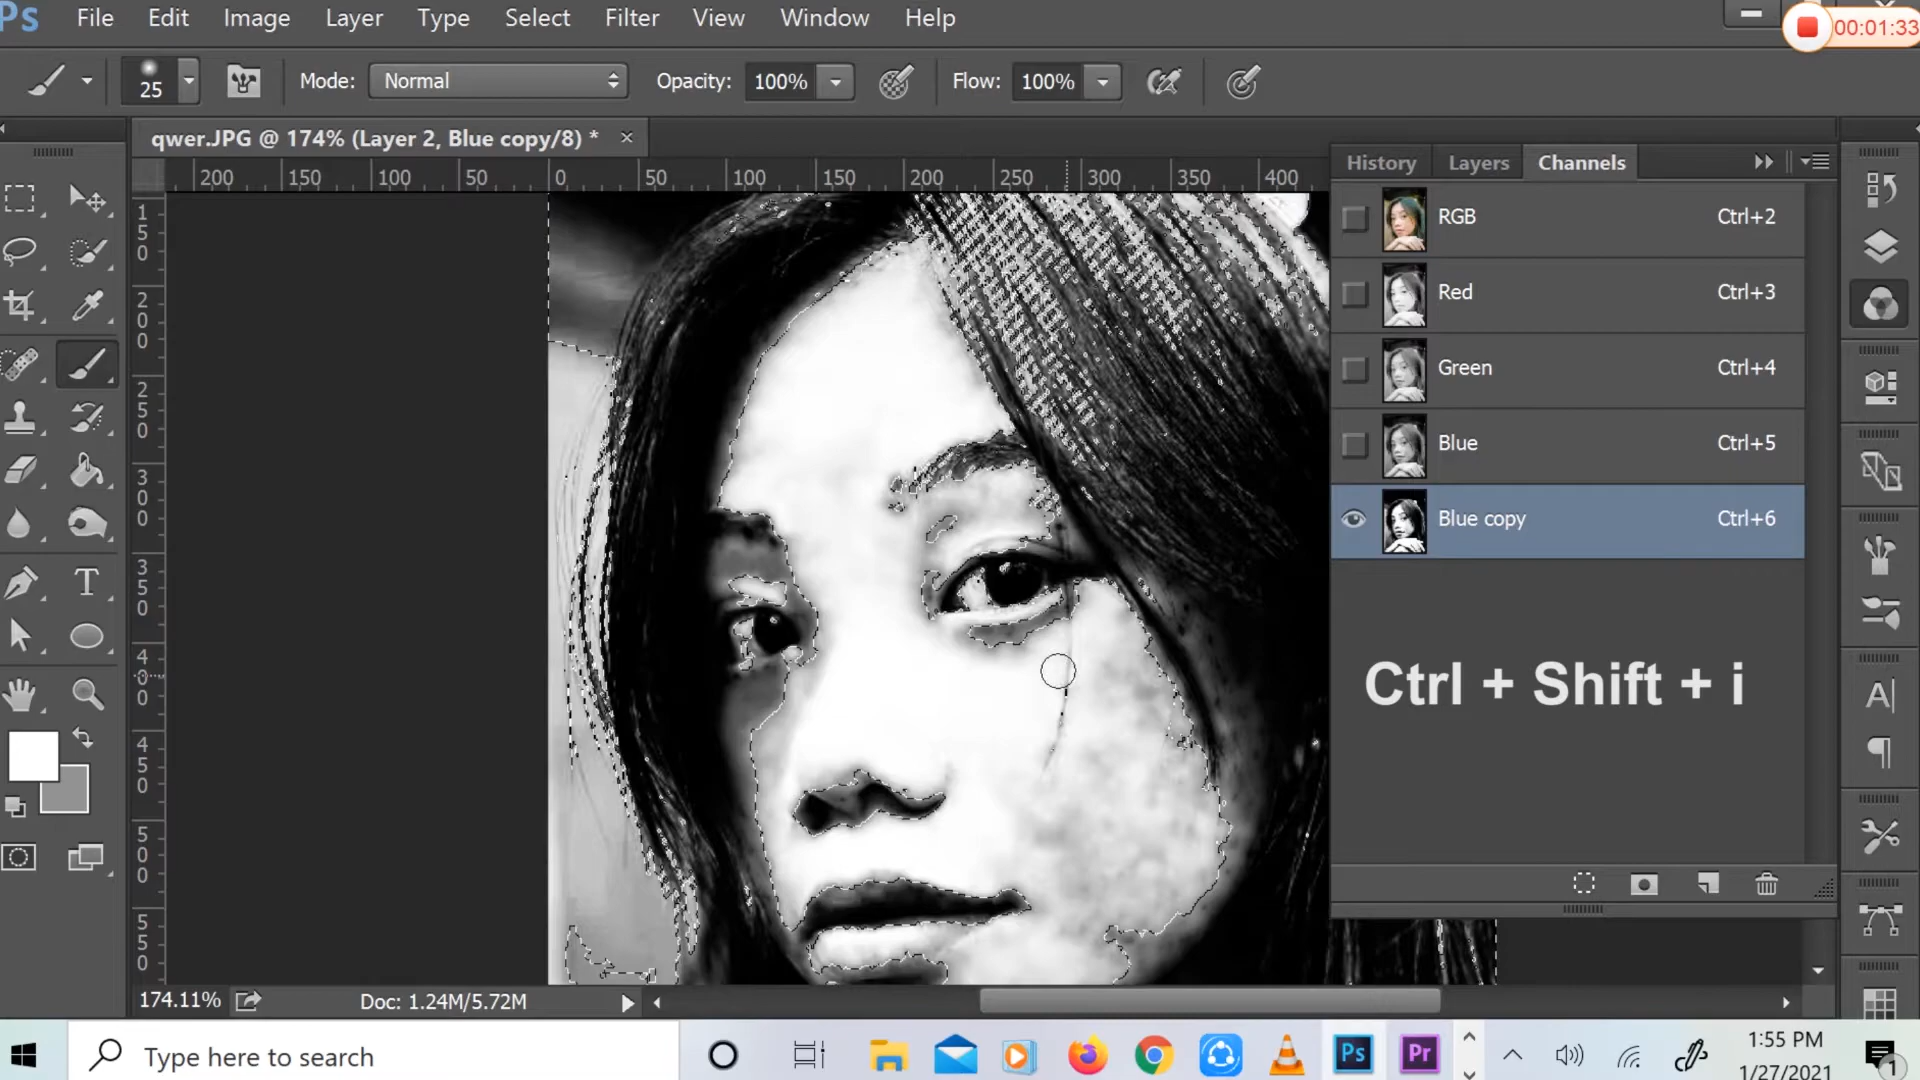 Ps File Edit Image Layer Type Select Filter View Window Help
00:01:33
25 Mode: Normal Opacity: 100% Flow: 100%
qwer.JPG @ 174% (Layer 2, Blue copy/8) * ×
200 150 100 50 0 50 100 150 200 250 300 350 400
150
200
250
300
350
400
450
500
550
History Layers Channels
RGB Ctrl+2
Red Ctrl+3
Green Ctrl+4
Blue Ctrl+5
Blue copy Ctrl+6
Ctrl + Shift + i
174.11% Doc: 1.24M/5.72M
Type here to search
Ps Pr
1:55 PM
1/27/2021
1